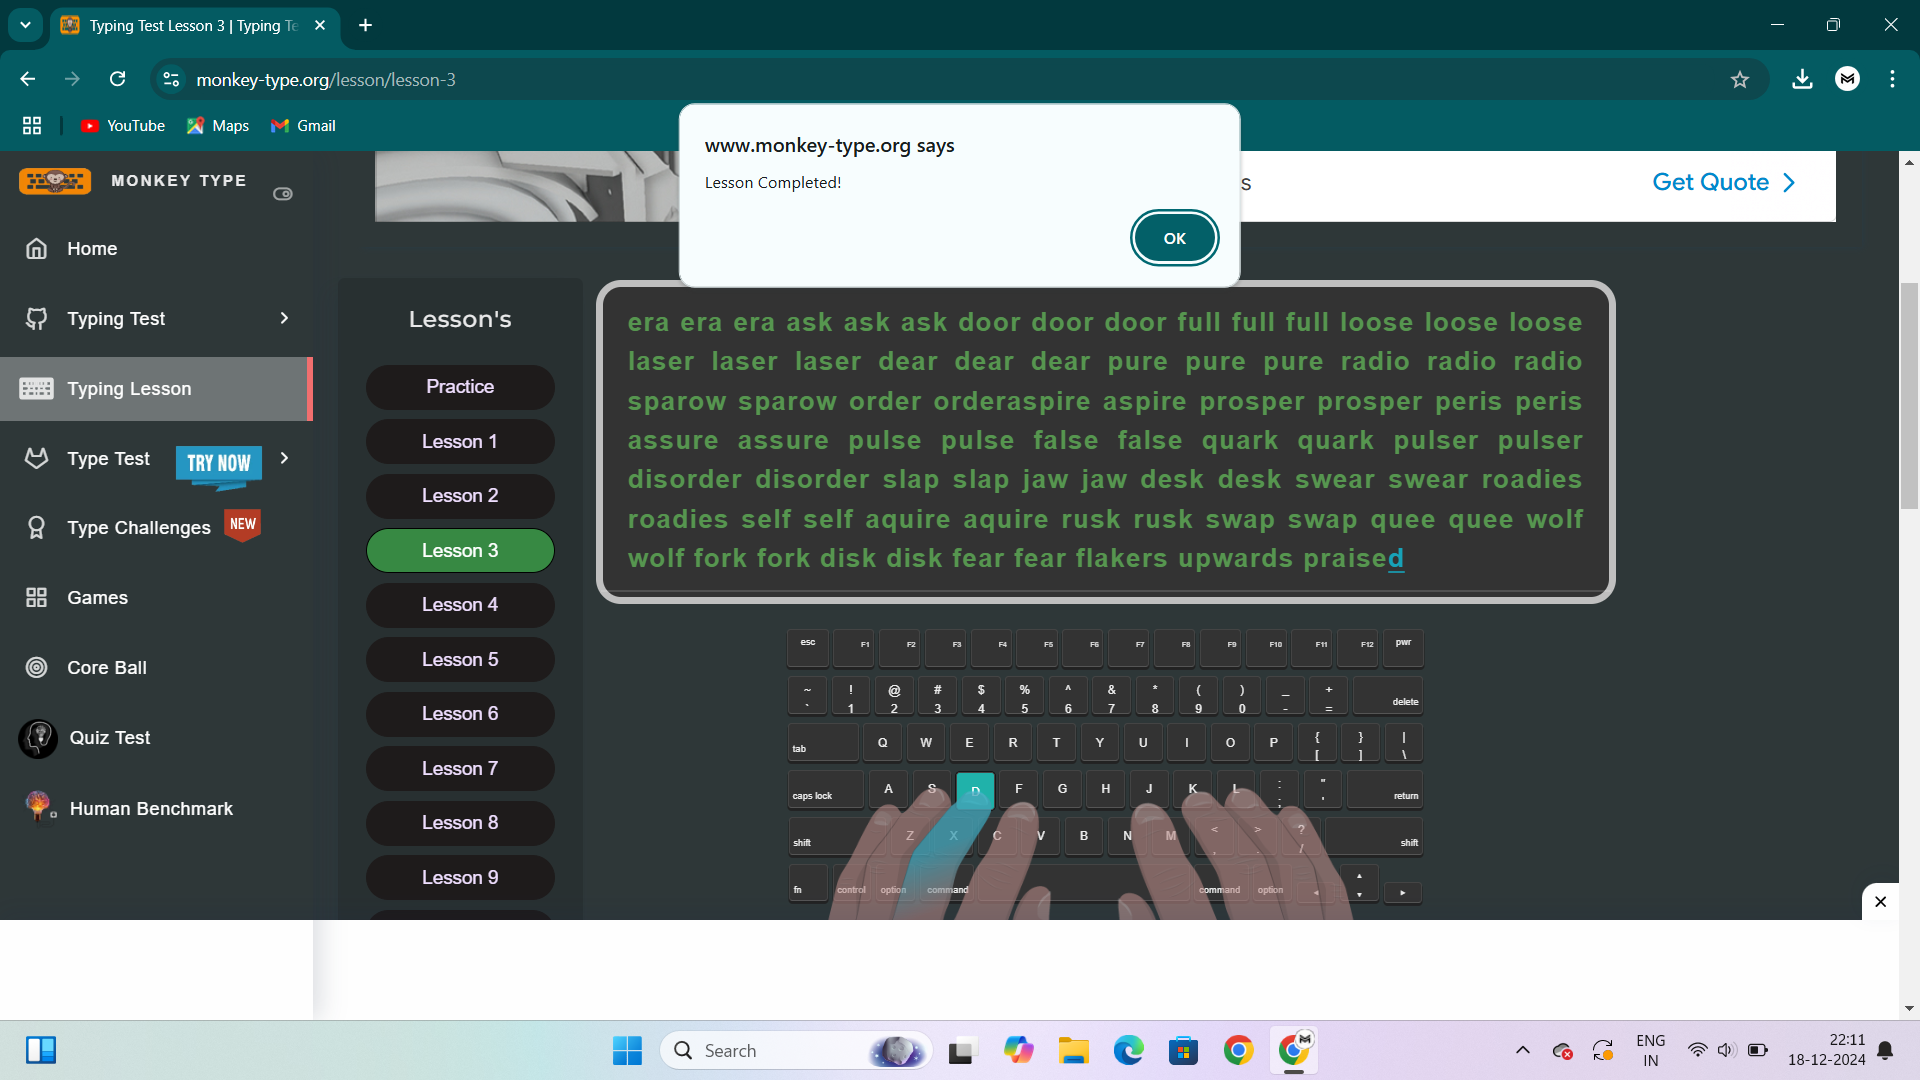 Typing Test Lesson 3 | Typing Te
monkey-type.org/lesson/lesson-3
YouTube
Maps
Gmail
www.monkey-type.org says
Lesson Completed!
OK
MONKEY TYPE
s
Get Quote
Home
Typing Test
Typing Lesson
Type Test
TRY NOW
Type Challenges
NEW
Games
Core Ball
Quiz Test
Human Benchmark
Lesson's
Practice
Lesson 1
Lesson 2
Lesson 3
Lesson 4
Lesson 5
Lesson 6
Lesson 7
Lesson 8
Lesson 9
era era era ask ask ask door door door full full full loose loose loose
laser laser laser dear dear dear pure pure pure radio radio radio
sparow sparow order orderaspire aspire prosper prosper peris peris
assure assure pulse pulse false false quark quark pulser pulser
disorder disorder slap slap jaw jaw desk desk swear swear roadies
roadies self self aquire aquire rusk rusk swap swap quee quee wolf
wolf fork fork disk disk fear fear flakers upwards praised
esc F1 F2 F3 F4 F5 F6 F7 F8 F9 F10 F11 F12 pwr
~ ! @ # $ % ^ & * ( ) _ +
` 1 2 3 4 5 6 7 8 9 0 - = delete
tab Q W E R T Y U I O P { } |
[ ] \
caps lock A S D F G H J K L : "
; ' return
shift Z X C V B N M < > ?
, . / shift
fn control option command command option
Search
ENG
IN
22:11
18-12-2024